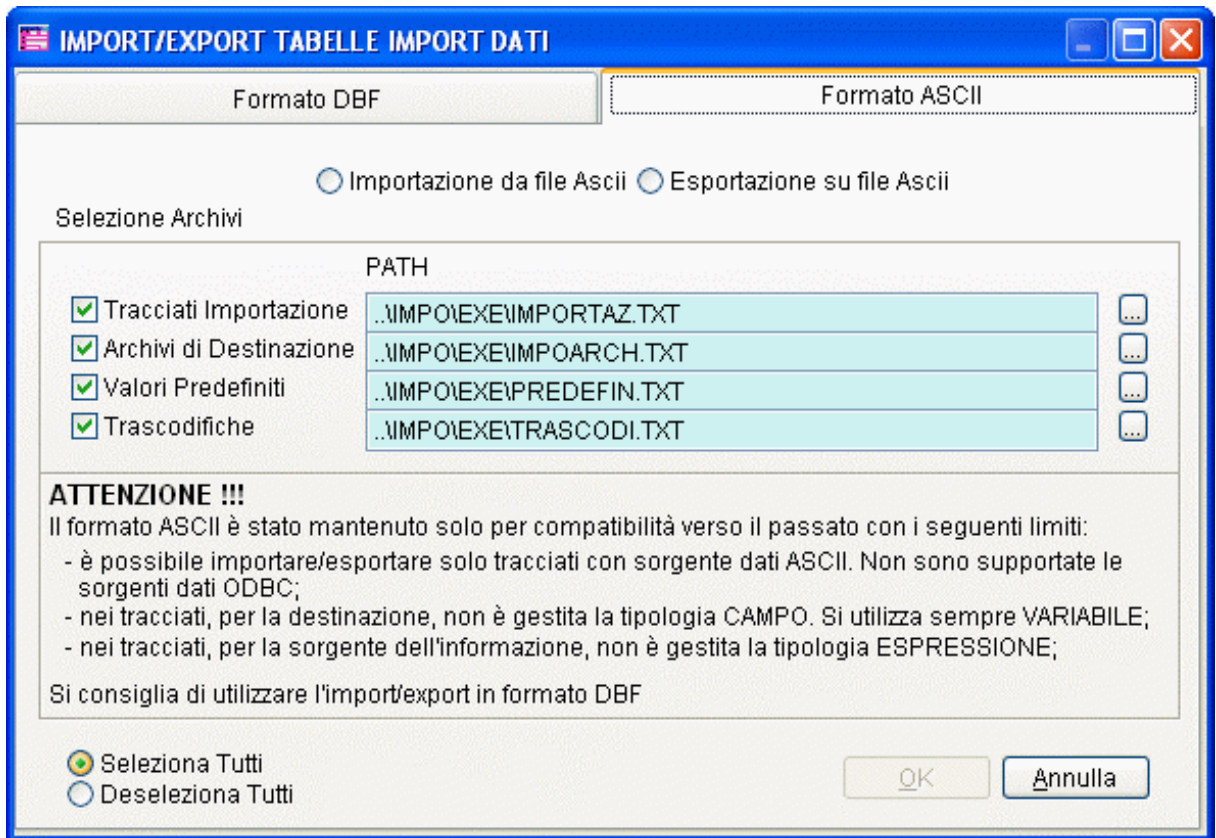 IMPORT/EXPORT TABELLE IMPORT DATI
Formato DBF
Formato ASCII
Importazione da file Ascii
Esportazione su file Ascii
Selezione Archivi
PATH
Tracciati Importazione
..\IMPO\EXE\IMPORTAZ.TXT
...
Archivi di Destinazione
..\IMPO\EXE\IMPOARCH.TXT
...
Valori Predefiniti
..\IMPO\EXE\PREDEFIN.TXT
...
Trascodifiche
..\IMPO\EXE\TRASCODI.TXT
...
ATTENZIONE !!!
Il formato ASCII è stato mantenuto solo per compatibilità verso il passato con i seguenti limiti:
- è possibile importare/esportare solo tracciati con sorgente dati ASCII. Non sono supportate le
sorgenti dati ODBC;
- nei tracciati, per la destinazione, non è gestita la tipologia CAMPO. Si utilizza sempre VARIABILE;
- nei tracciati, per la sorgente dell'informazione, non è gestita la tipologia ESPRESSIONE;
Si consiglia di utilizzare l'import/export in formato DBF
Seleziona Tutti
Deseleziona Tutti
OK
Annulla